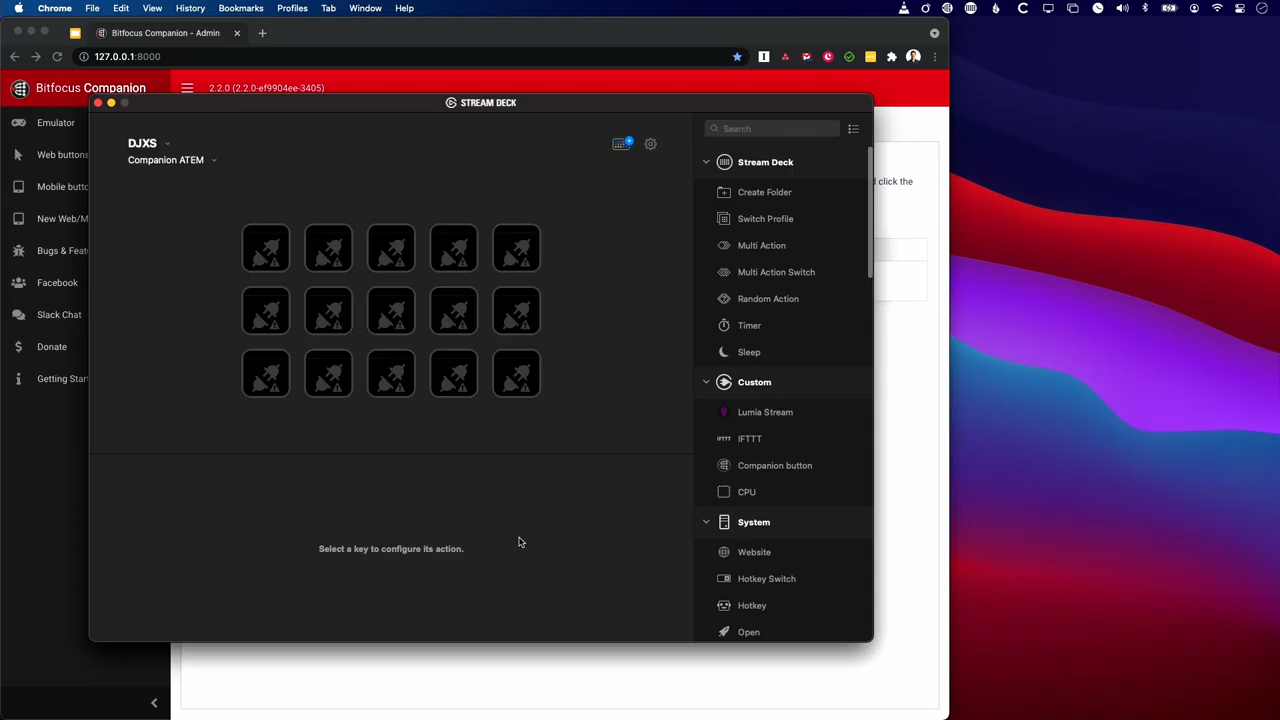 Chrome File Edit View History Bookmarks Profiles Tab Window Help
Bitfocus Companion - Admin
127.0.0.1:8000
Bitfocus Companion
2.2.0 (2.2.0-ef9904ee-3405)
STREAM DECK
Emulator
Web buttons
Mobile butto
New Web/M
Bugs & Feat
Facebook
Slack Chat
Dollar
Donate
Getting Start
DJXS
Companion ATEM
Select a key to configure its action.
Search
Stream Deck
Create Folder
Switch Profile
Multi Action
Multi Action Switch
Random Action
Timer
Sleep
Custom
Lumia Stream
IFTTT IFTTT
Companion button
CPU
System
Website
Hotkey Switch
Hotkey
Open
d click the